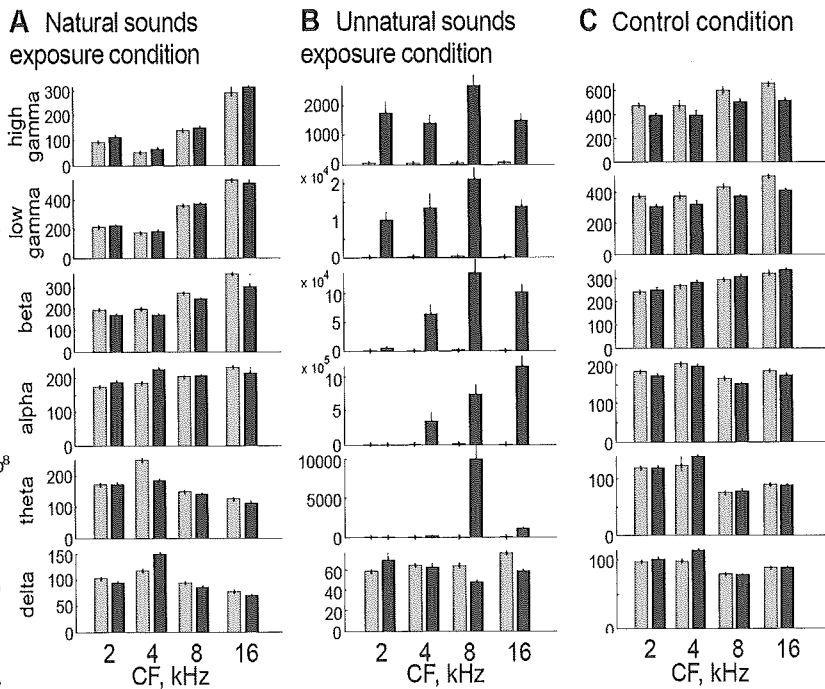 A Natural sounds
exposure condition
B Unnatural sounds
exposure condition
C Control condition
high
gamma
300
200
100
0
2000
1000
0
600
400
200
0
low
gamma
400
200
0
x 10⁴
2
1
0
400
200
0
beta
300
200
100
0
x 10⁴
10
5
0
300
200
100
0
alpha
200
100
0
x 10⁵
10
5
0
200
100
0
theta
200
100
0
10000
5000
0
100
0
delta
150
100
50
0
60
40
20
0
100
0
2 4 8 16
CF, kHz
2 4 8 16
CF, kHz
2 4 8 16
CF, kHz